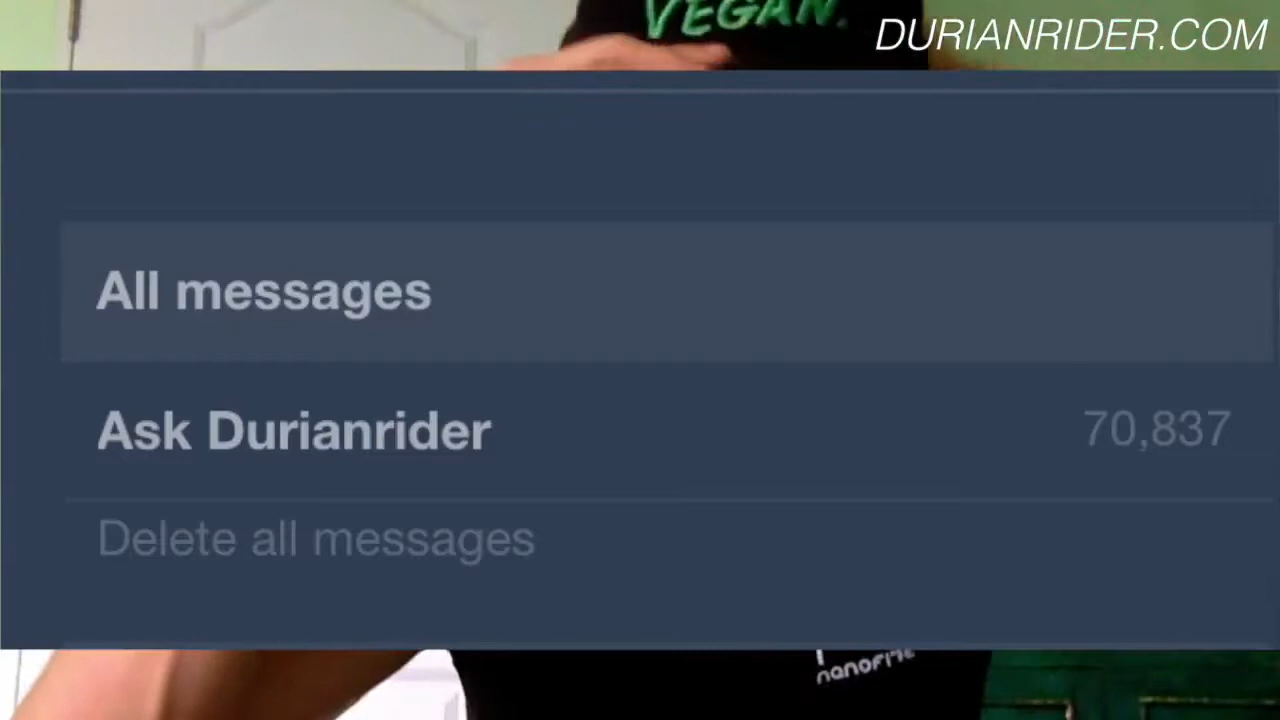 VEGAN.
DURIANRIDER.COM
All messages
Ask Durianrider 70,837
Delete all messages